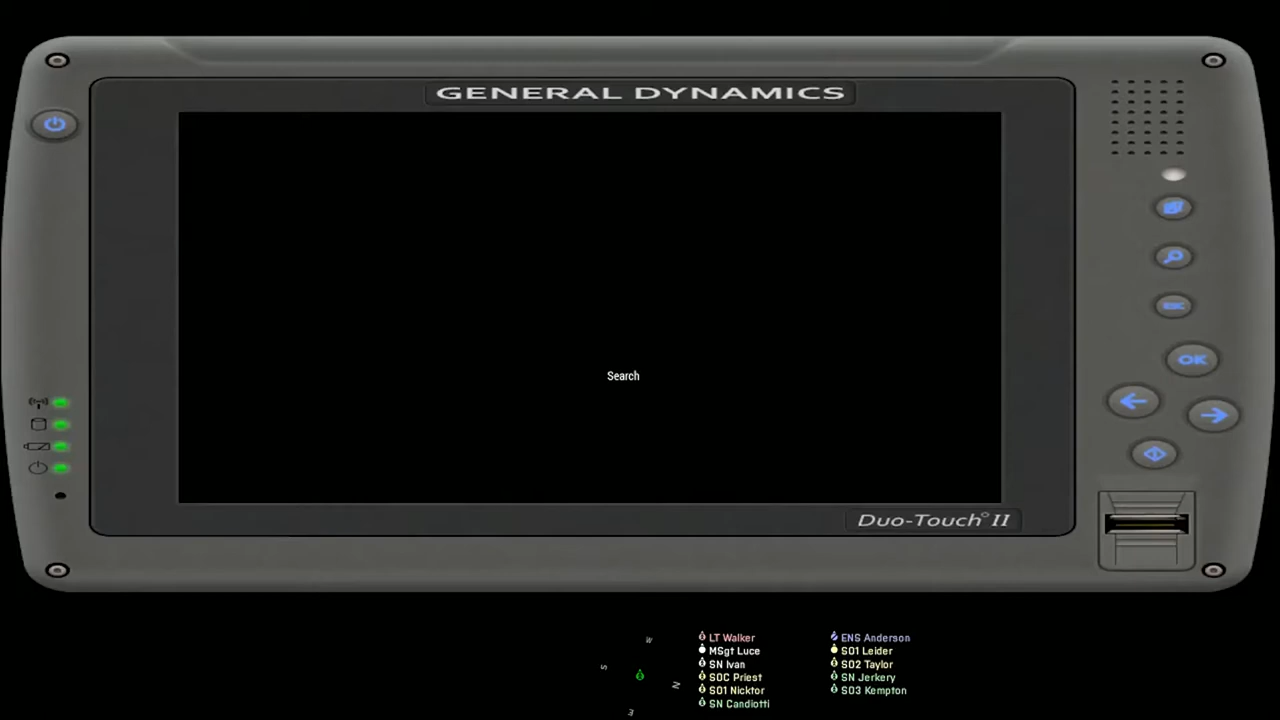 GENERAL DYNAMICS
Search
OK
Duo-Touch° II
W
S
N
E
LT Walker
MSgt Luce
SN Ivan
SOC Priest
SO1 Nicktor
SN Candiotti
ENS Anderson
SO1 Leider
SO2 Taylor
SN Jerkery
SO3 Kempton